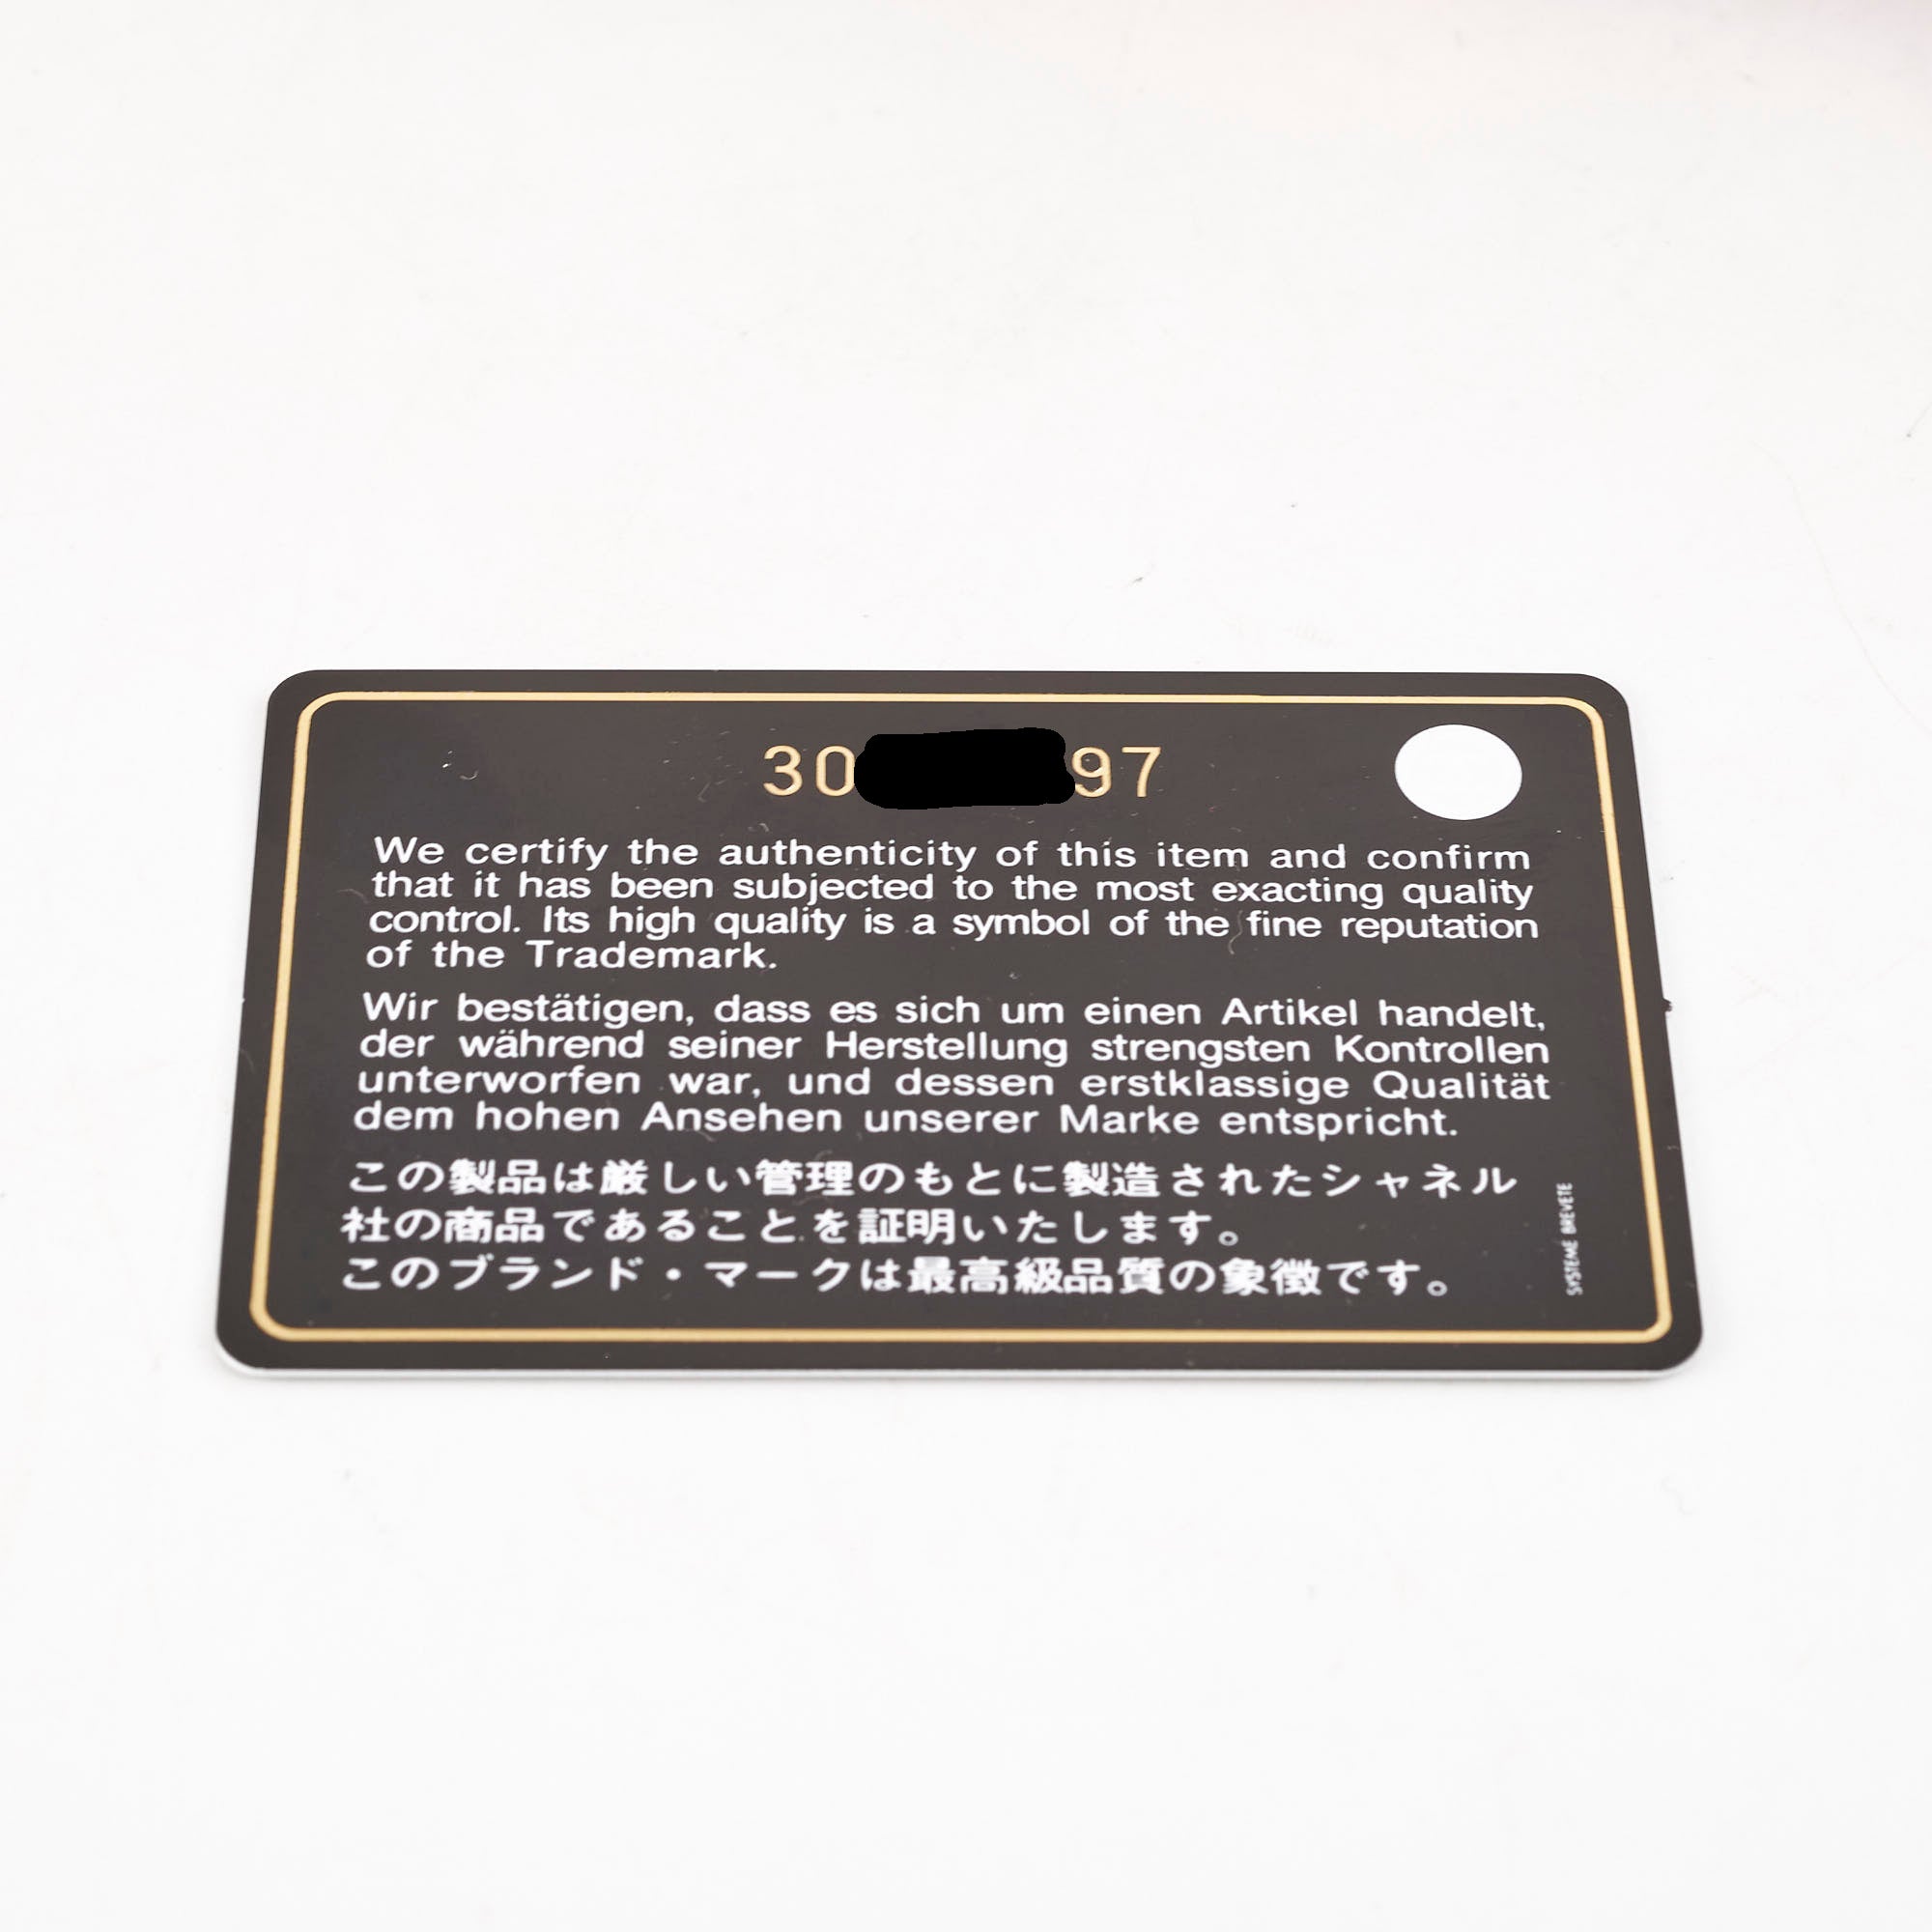 30 97
We certify the authenticity of this item and confirm
that it has been subjected to the most exacting quality
control. Its high quality is a symbol of the fine reputation
of the Trademark.
Wir bestätigen, dass es sich um einen Artikel handelt,
der während seiner Herstellung strengsten Kontrollen
unterworfen war, und dessen erstklassige Qualität
dem hohen Ansehen unserer Marke entspricht.
この製品は厳しい管理のもとに製造されたシャネル
社の商品であることを証明いたします。
このブランド・マークは最高級品質の象徴です。
SYSTEME BREVETE